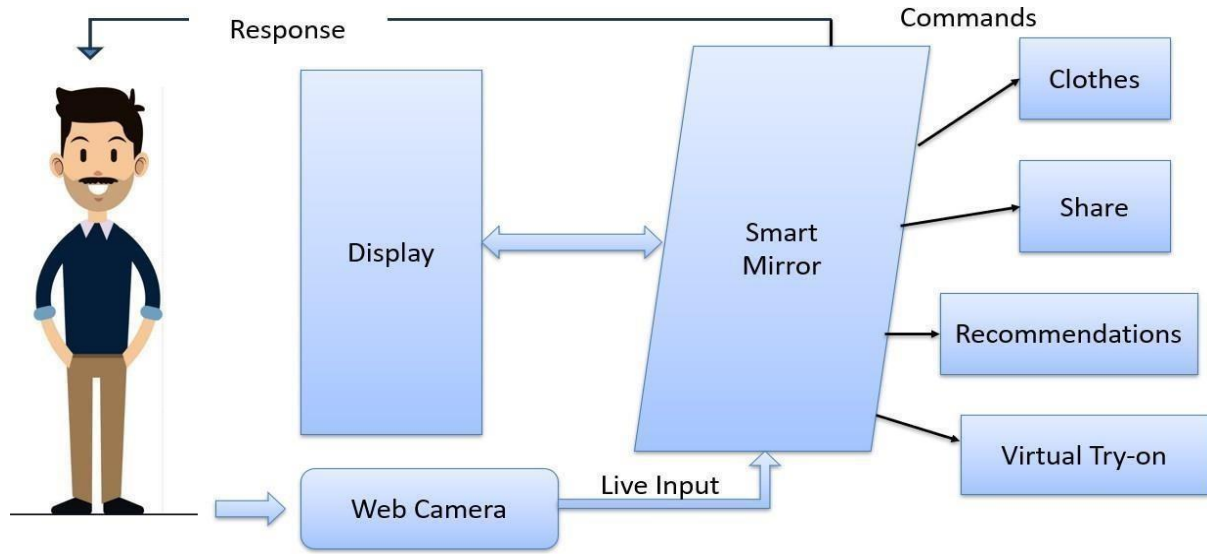 Response
Commands
Clothes
Share
Display
Smart
Mirror
Recommendations
Virtual Try-on
Live Input
Web Camera